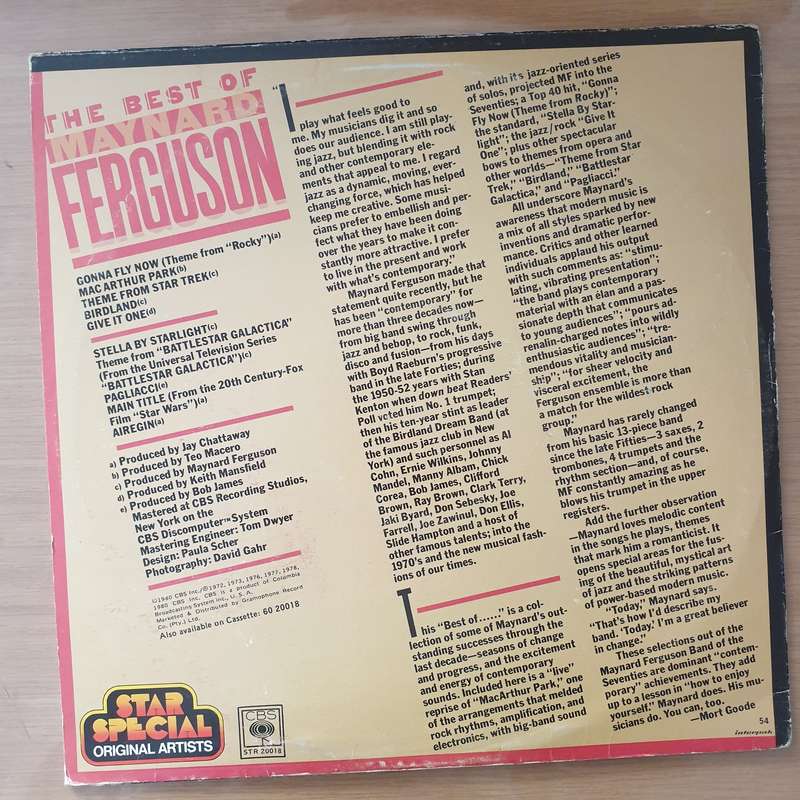 THE BEST OF
MAYNARD
FERGUSON
GONNA FLY NOW (Theme from "Rocky")(a)
MAC ARTHUR PARK(b)
THEME FROM STAR TREK(c)
BIRDLAND(c)
GIVE IT ONE(d)
STELLA BY STARLIGHT(c)
Theme from "BATTLESTAR GALACTICA"
(From the Universal Television Series
"BATTLESTAR GALACTICA")(c)
PAGLIACCI(e)
MAIN TITLE (From the 20th Century-Fox
Film "Star Wars")(a)
AIREGIN(a)
a) Produced by Jay Chattaway
b) Produced by Teo Macero
c) Produced by Maynard Ferguson
d) Produced by Keith Mansfield
e) Produced by Bob James
Mastered at CBS Recording Studios,
New York on the
CBS Discomputer™ System
Mastering Engineer: Tom Dwyer
Design: Paula Scher
Photography: David Gahr
©1980 CBS Inc./℗1972, 1973, 1976, 1977, 1978,
1980 CBS Inc. CBS is a product of Columbia
Broadcasting System Inc., U.S.A.
Marketed & Distributed by Gramophone Record
Co. (Pty.) Ltd.
Also available on Cassette: 60 20018
STAR
SPECIAL
ORIGINAL ARTISTS
CBS
STR 20018
"I
play what feels good to
me. My musicians dig it and so
does our audience. I am still play-
ing jazz, but blending it with rock
and other contemporary ele-
ments that appeal to me. I regard
jazz as a dynamic, moving, ever-
changing force, which has helped
keep me creative. Some musi-
cians prefer to embellish and per-
fect what they have been doing
over the years to make it con-
stantly more attractive. I prefer
to live in the present and work
with what's contemporary."
Maynard Ferguson made that
statement quite recently, but he
has been "contemporary" for
more than three decades now—
from big band swing through
jazz and bebop, to rock, funk,
disco and fusion—from his days
with Boyd Raeburn's progressive
band in the late Forties; during
the 1950-52 years with Stan
Kenton when down beat Readers'
Poll voted him No. 1 trumpet;
then his ten-year stint as leader
of the Birdland Dream Band (at
the famous jazz club in New
York) and such personnel as Al
Cohn, Ernie Wilkins, Johnny
Mandel, Manny Albam, Chick
Corea, Bob James, Clifford
Brown, Ray Brown, Clark Terry,
Jaki Byard, Don Sebesky, Joe
Farrell, Joe Zawinul, Don Ellis,
Slide Hampton and a host of
other famous talents; into the
1970's and the new musical fash-
ions of our times.
This "Best of......" is a col-
lection of some of Maynard's out-
standing successes through the
last decade—seasons of change
and progress, and the excitement
and energy of contemporary
sounds. Included here is a "live"
reprise of "MacArthur Park," one
of the arrangements that melded
rock rhythms, amplification, and
electronics, with big-band sound
and, with its jazz-oriented series
of solos, projected MF into the
Seventies; a Top 40 hit, "Gonna
Fly Now (Theme from Rocky)";
the standard, "Stella By Star-
light"; the jazz/rock "Give It
One"; plus other spectacular
bows to themes from opera and
other worlds—"Theme from Star
Trek," "Birdland," "Battlestar
Galactica," and "Pagliacci."
All underscore Maynard's
awareness that modern music is
a mix of all styles sparked by new
inventions and dramatic perfor-
mance. Critics and other learned
individuals applaud his output
with such comments as: "stimu-
lating, vibrating presentation";
"the band plays contemporary
material with an élan and a pas-
sionate depth that communicates
to young audiences"; "pours ad-
renalin-charged notes into wildly
enthusiastic audiences"; "tre-
mendous vitality and musician-
ship"; "for sheer velocity and
visceral excitement, the
Ferguson ensemble is more than
a match for the wildest rock
group."
Maynard has rarely changed
from his basic 13-piece band
since the late Fifties—3 saxes, 2
trombones, 4 trumpets and the
rhythm section—and, of course,
MF constantly amazing as he
blows his trumpet in the upper
registers.
Add the further observation
—Maynard loves melodic content
in the songs he plays, themes
that mark him a romanticist. It
opens special areas for the fus-
ing of the beautiful, mystical art
of jazz and the striking patterns
of power-based modern music.
"Today," Maynard says.
"That's how I'd describe my
band. 'Today.' I'm a great believer
in change."
These selections out of the
Maynard Ferguson Band of the
Seventies are dominant "contem-
porary" achievements. They add
up to a lesson in "how to enjoy
yourself." Maynard does. His mu-
sicians do. You can, too.
—Mort Goode
54
interpak